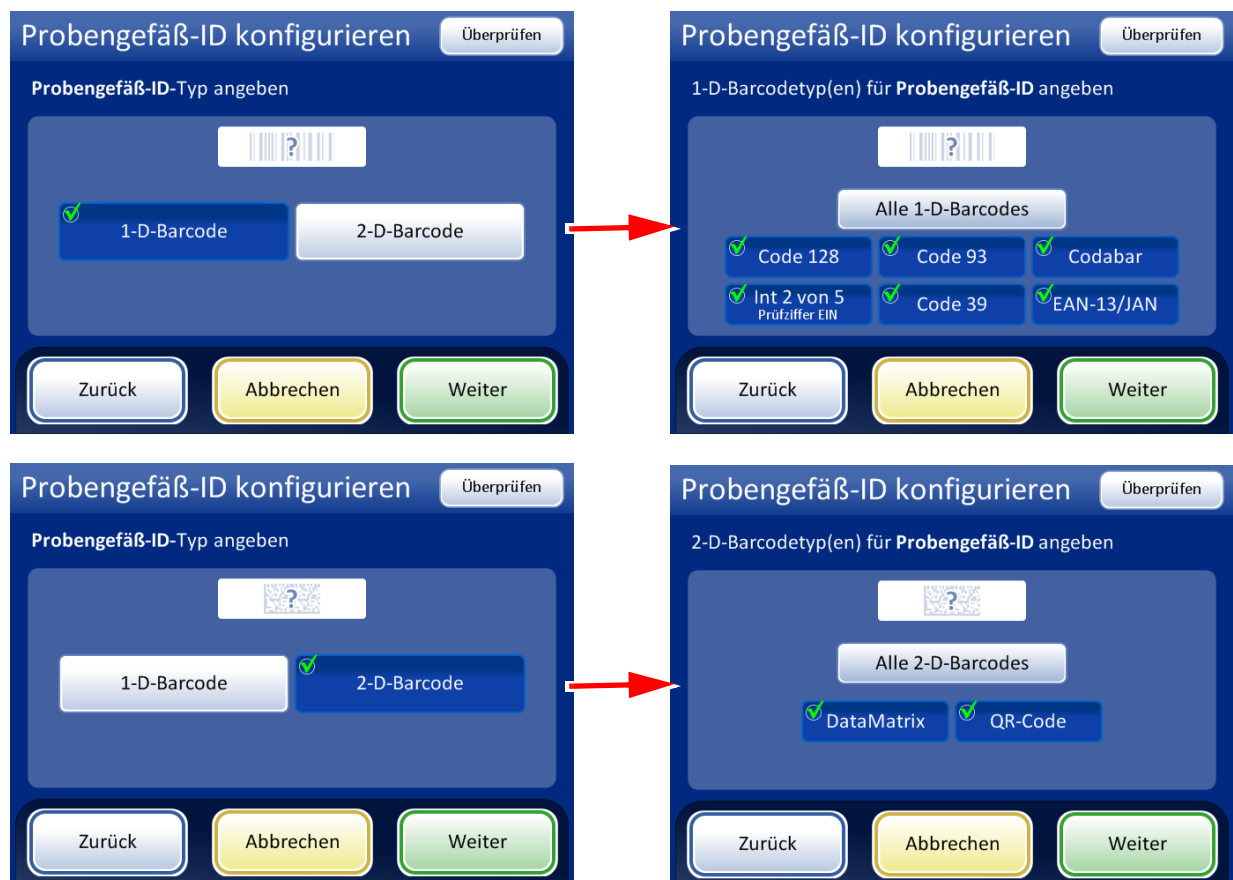 Probengefäß-ID konfigurieren
Überprüfen
Probengefäß-ID-Typ angeben
?
1-D-Barcode
2-D-Barcode
Zurück
Abbrechen
Weiter
Probengefäß-ID konfigurieren
Überprüfen
1-D-Barcodetyp(en) für Probengefäß-ID angeben
?
Alle 1-D-Barcodes
Code 128
Code 93
Codabar
Int 2 von 5
Prüfziffer EIN
Code 39
EAN-13/JAN
Zurück
Abbrechen
Weiter
Probengefäß-ID konfigurieren
Überprüfen
Probengefäß-ID-Typ angeben
?
1-D-Barcode
2-D-Barcode
Zurück
Abbrechen
Weiter
Probengefäß-ID konfigurieren
Überprüfen
2-D-Barcodetyp(en) für Probengefäß-ID angeben
?
Alle 2-D-Barcodes
DataMatrix
QR-Code
Zurück
Abbrechen
Weiter